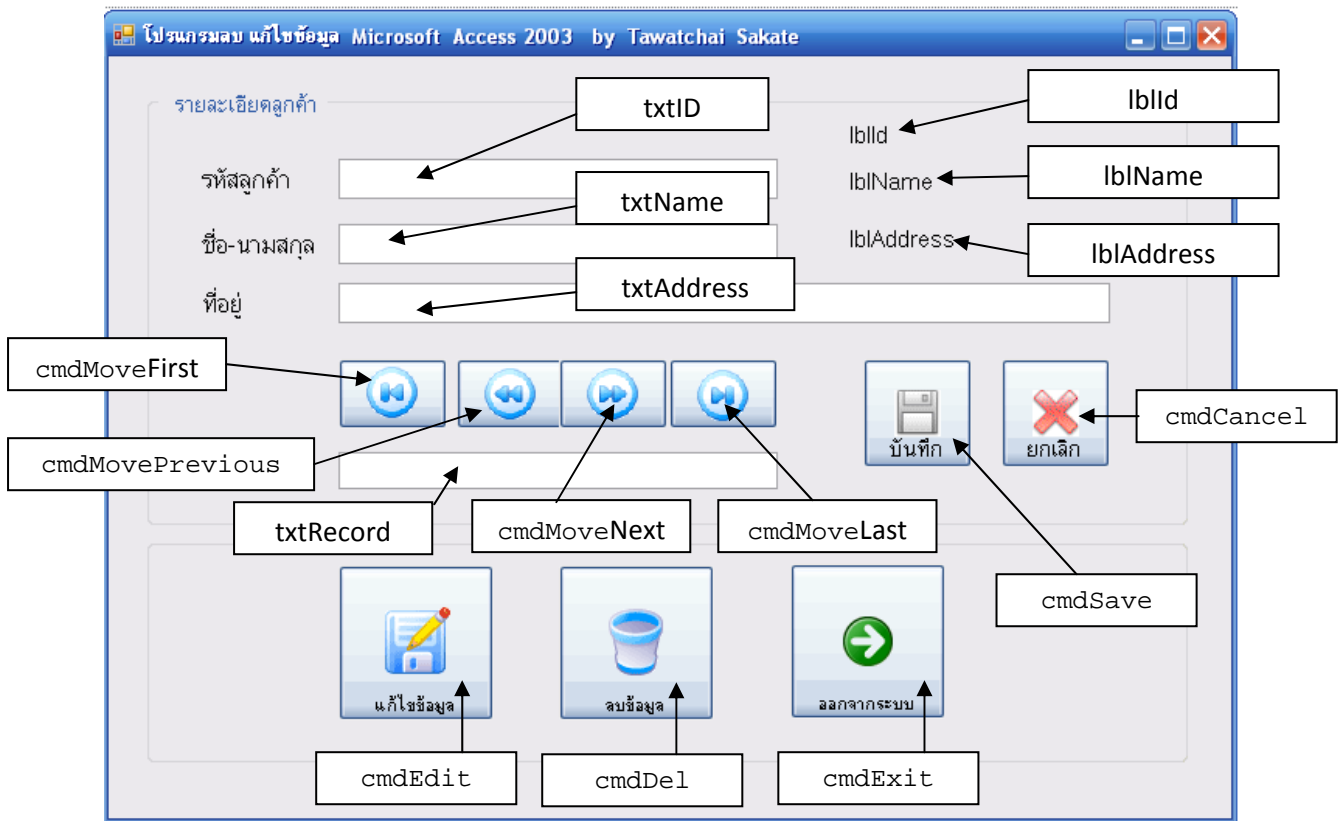 โปรแกรมลบ แก้ไขข้อมูล Microsoft Access 2003 by Tawatchai Sakate
รายละเอียดลูกค้า
txtID
lblId
lblId
รหัสลูกค้า
lblName
lblName
txtName
ชื่อ-นามสกุล
lblAddress
lblAddress
txtAddress
ที่อยู่
cmdMoveFirst
cmdCancel
บันทึก
ยกเลิก
cmdMovePrevious
txtRecord
cmdMoveNext
cmdMoveLast
cmdSave
แก้ไขข้อมูล
ลบข้อมูล
ออกจากระบบ
cmdEdit
cmdDel
cmdExit